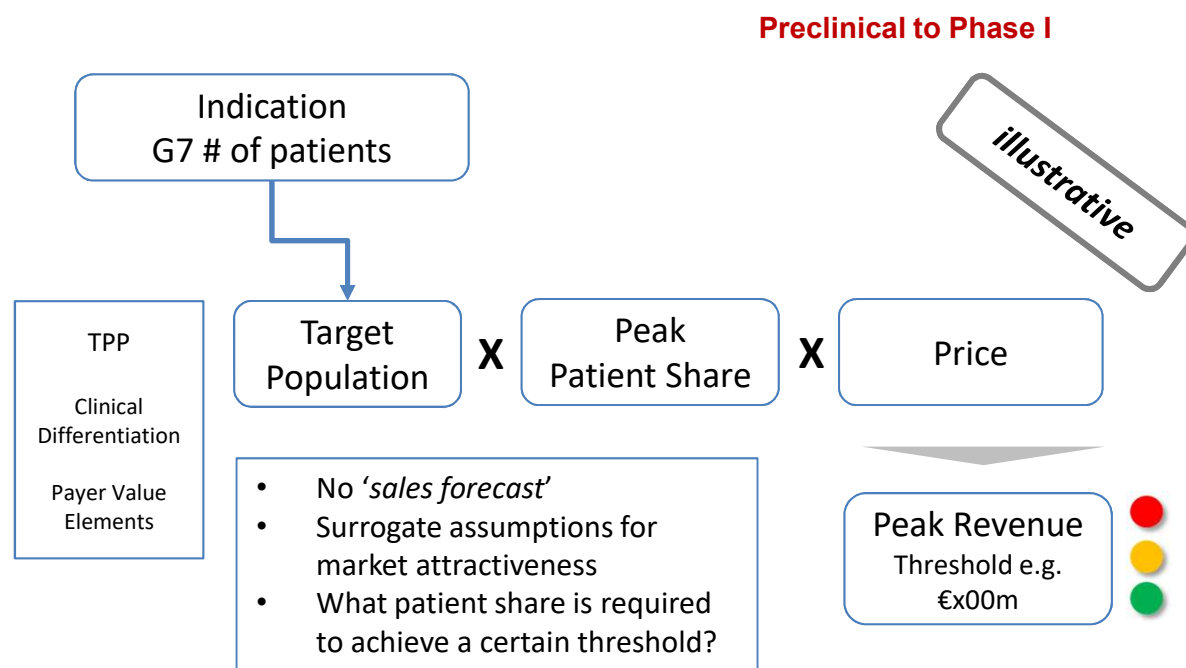 Preclinical to Phase I
Indication
G7 # of patients
illustrative
TPP
Clinical
Differentiation
Payer Value
Elements
Target
Population
X
Peak
Patient Share
X
Price
• No ‘sales forecast’
• Surrogate assumptions for
market attractiveness
• What patient share is required
to achieve a certain threshold?
Peak Revenue
Threshold e.g.
€x00m